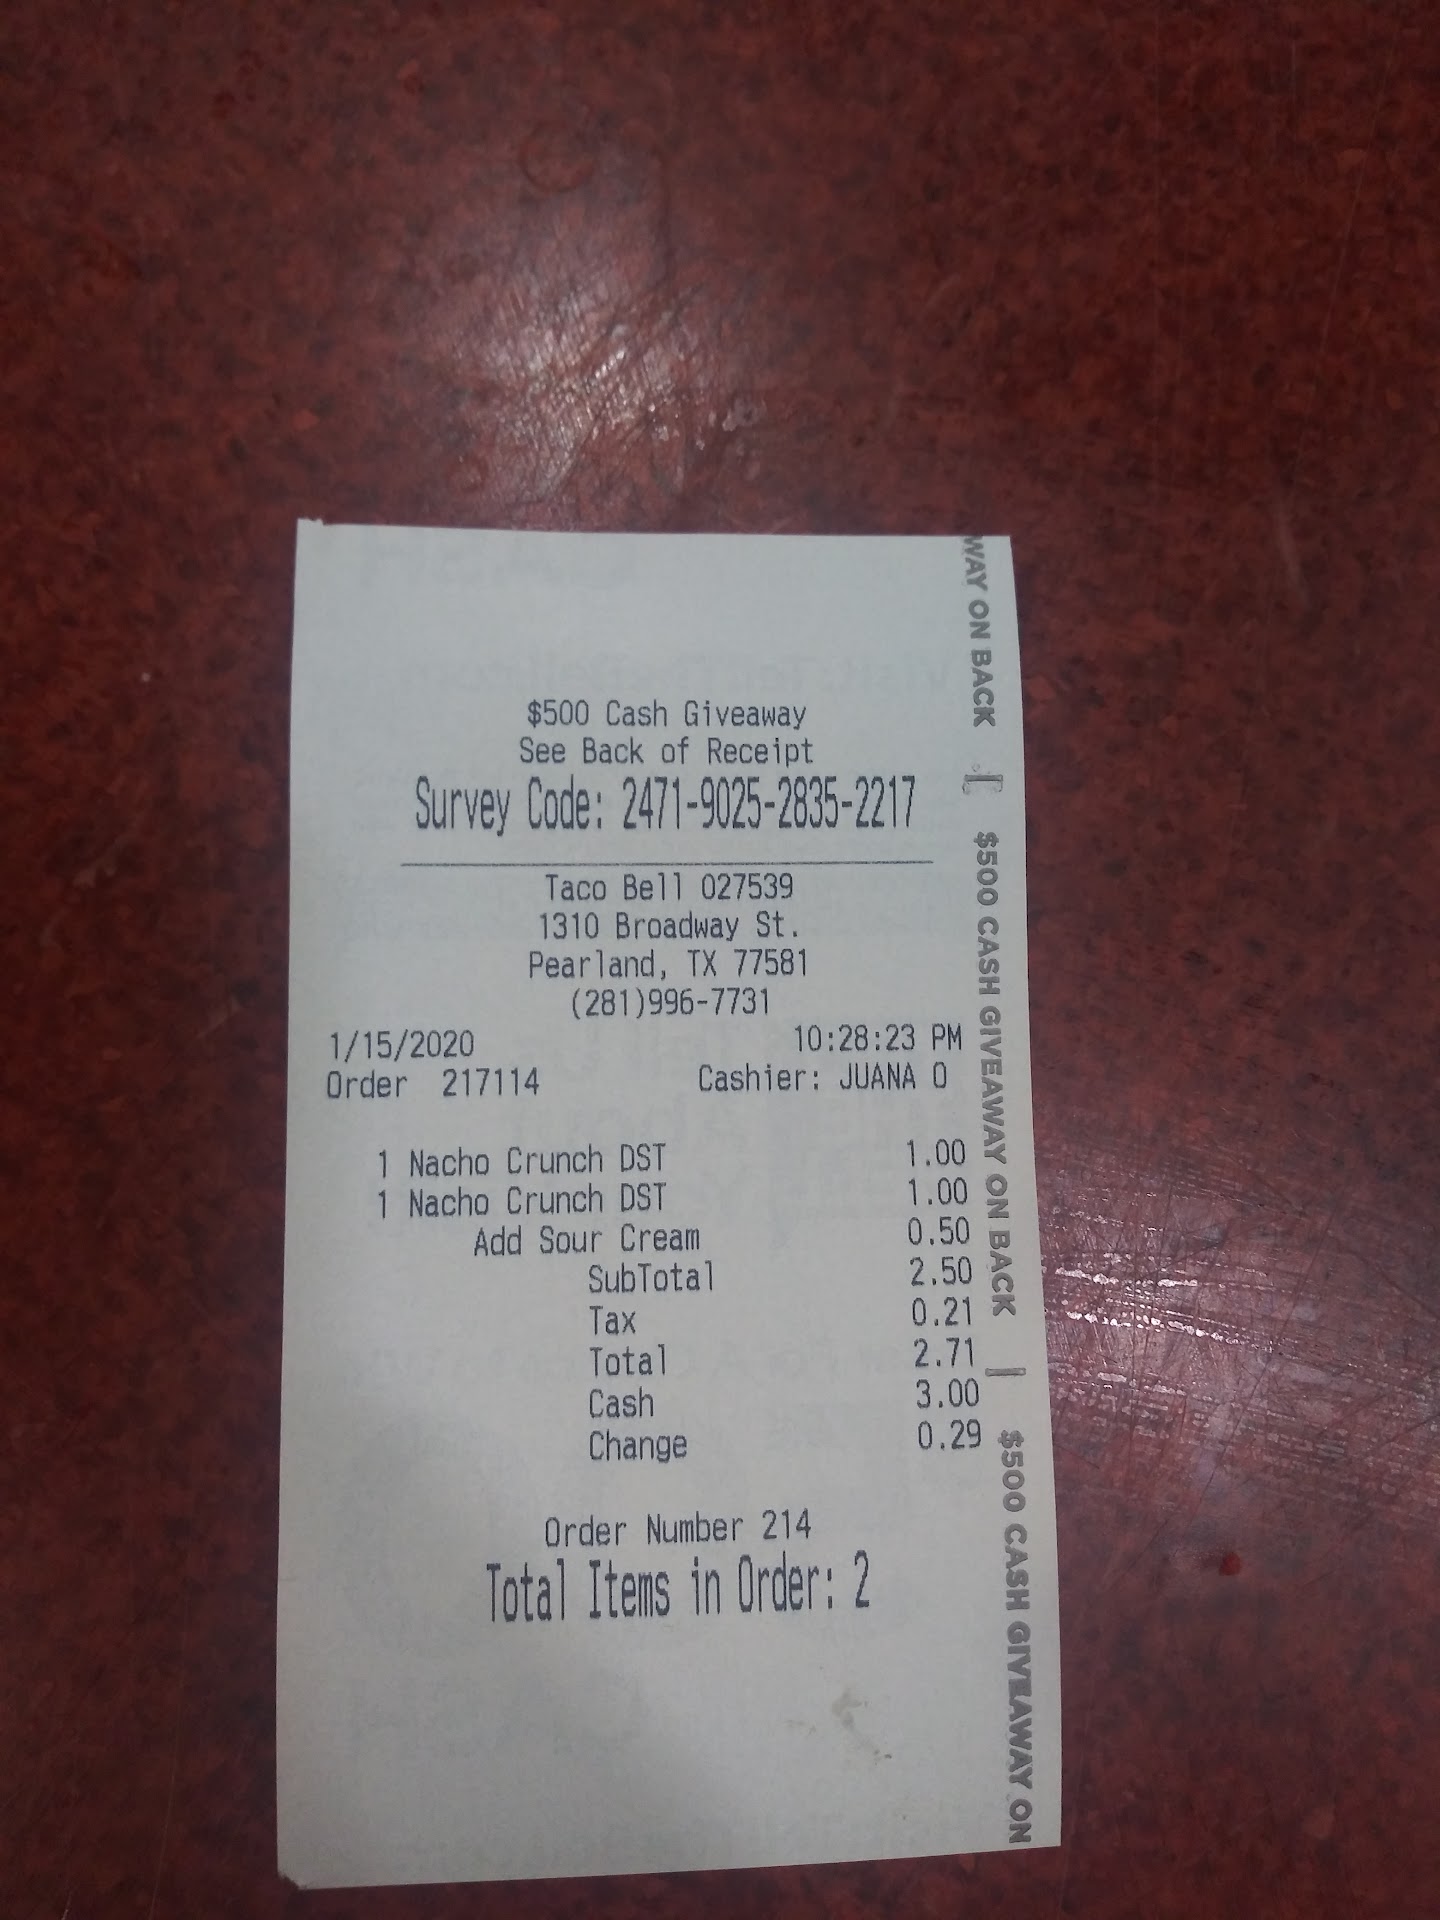 $500 Cash Giveaway
See Back of Receipt
Survey Code: 2471-9025-2835-2217
Taco Bell 027539
1310 Broadway St.
Pearland, TX 77581
(281)996-7731
1/15/2020 10:28:23 PM
Order 217114 Cashier: JUANA O
1 Nacho Crunch DST 1.00
1 Nacho Crunch DST 1.00
Add Sour Cream 0.50
SubTotal 2.50
Tax 0.21
Total 2.71
Cash 3.00
Change 0.29
Order Number 214
Total Items in Order: 2
WAY ON BACK | $500 CASH GIVEAWAY ON BACK | $500 CASH GIVEAWAY ON